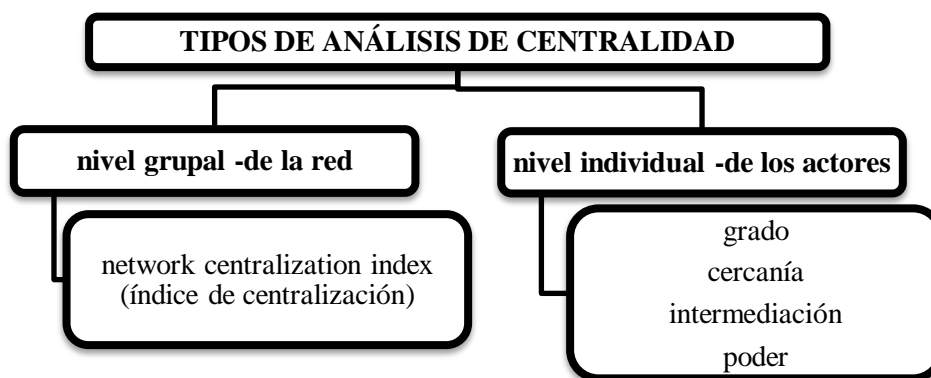 TIPOS DE ANÁLISIS DE CENTRALIDAD
nivel grupal -de la red
network centralization index
(índice de centralización)
nivel individual -de los actores
grado
cercanía
intermediación
poder